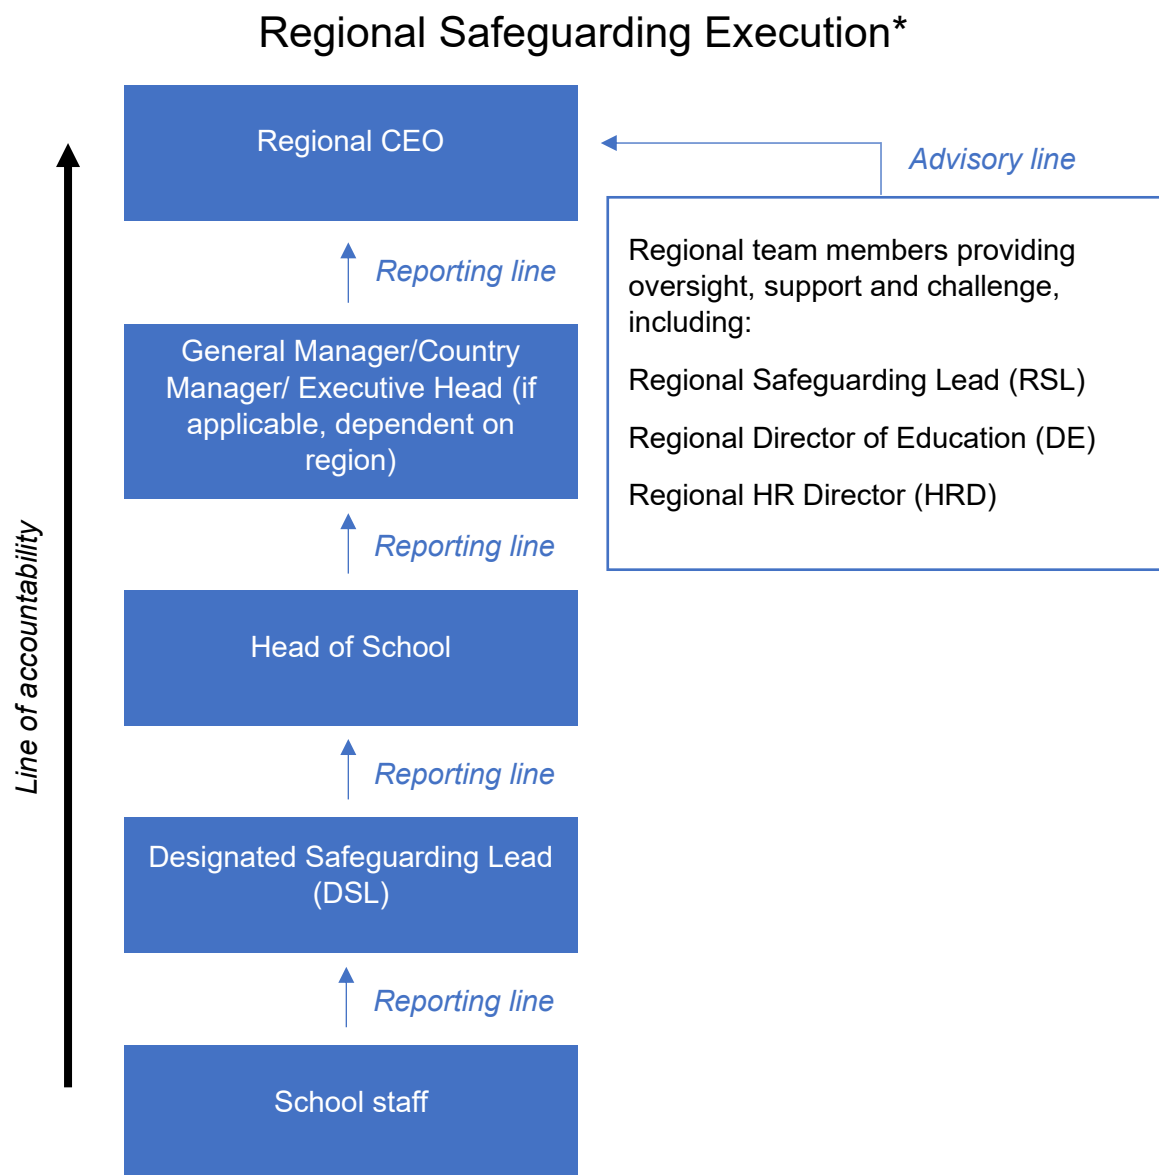 Regional Safeguarding Execution*
Regional CEO
Advisory line
Regional team members providing
oversight, support and challenge,
including:
Regional Safeguarding Lead (RSL)
Regional Director of Education (DE)
Regional HR Director (HRD)
Reporting line
General Manager/Country
Manager/ Executive Head (if
applicable, dependent on
region)
Reporting line
Head of School
Reporting line
Designated Safeguarding Lead
(DSL)
Reporting line
School staff
Line of accountability